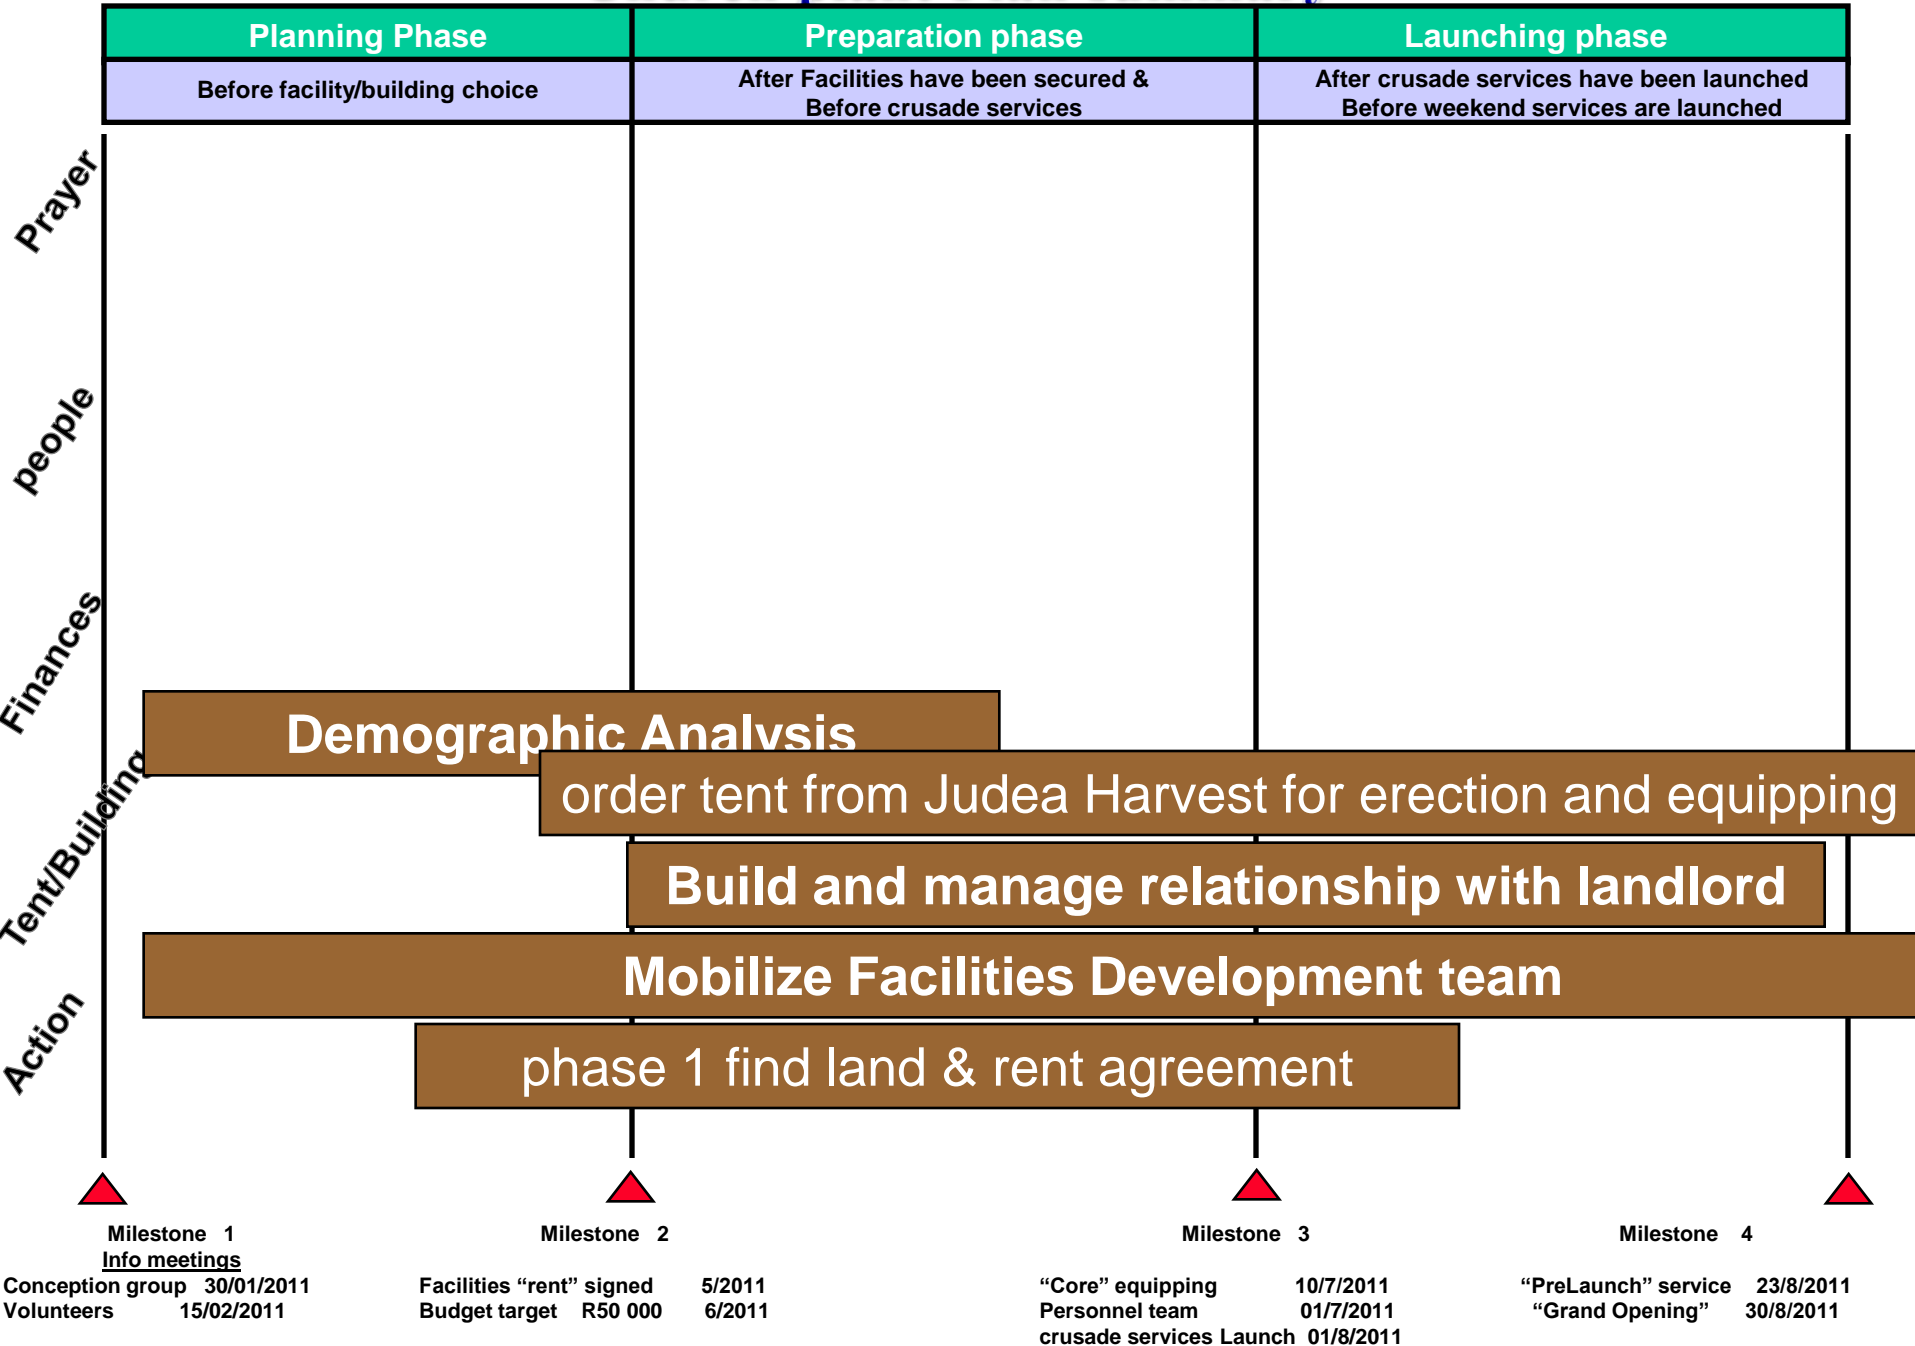 Planning Phase
Preparation phase
Launching phase
Before facility/building choice
After Facilities have been secured &
Before crusade services
After crusade services have been launched
Before weekend services are launched
Prayer
people
Finances
Tent/Building
Action
Demographic Analysis
order tent from Judea Harvest for erection and equipping
Build and manage relationship with landlord
Mobilize Facilities Development team
phase 1 find land & rent agreement
Milestone 1
Info meetings
Conception group 30/01/2011
Volunteers 15/02/2011
Milestone 2
Facilities “rent” signed 5/2011
Budget target R50 000 6/2011
Milestone 3
“Core” equipping 10/7/2011
Personnel team 01/7/2011
crusade services Launch 01/8/2011
Milestone 4
“PreLaunch” service 23/8/2011
“Grand Opening” 30/8/2011